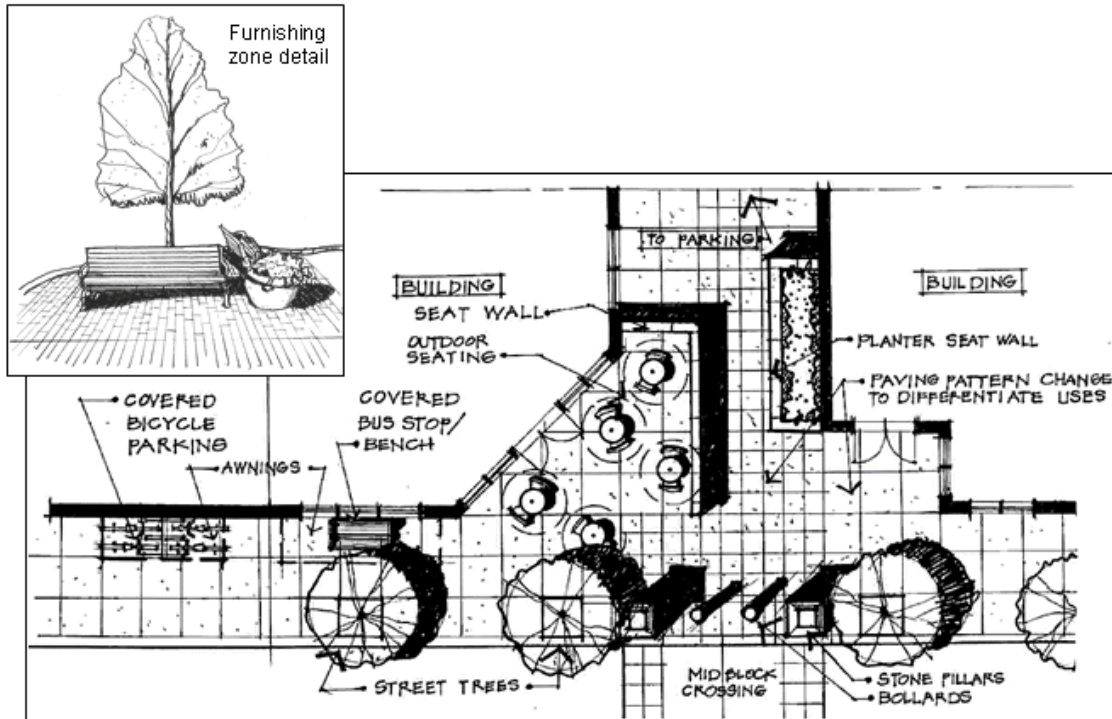 Furnishing
zone detail
TO PARKING
BUILDING
BUILDING
SEAT WALL
OUTDOOR
SEATING
PLANTER SEAT WALL
PAVING PATTERN CHANGE
TO DIFFERENTIATE USES
COVERED
BICYCLE
PARKING
COVERED
BUS STOP/
BENCH
AWNINGS
STREET TREES
MID BLOCK
CROSSING
STONE PILLARS
BOLLARDS